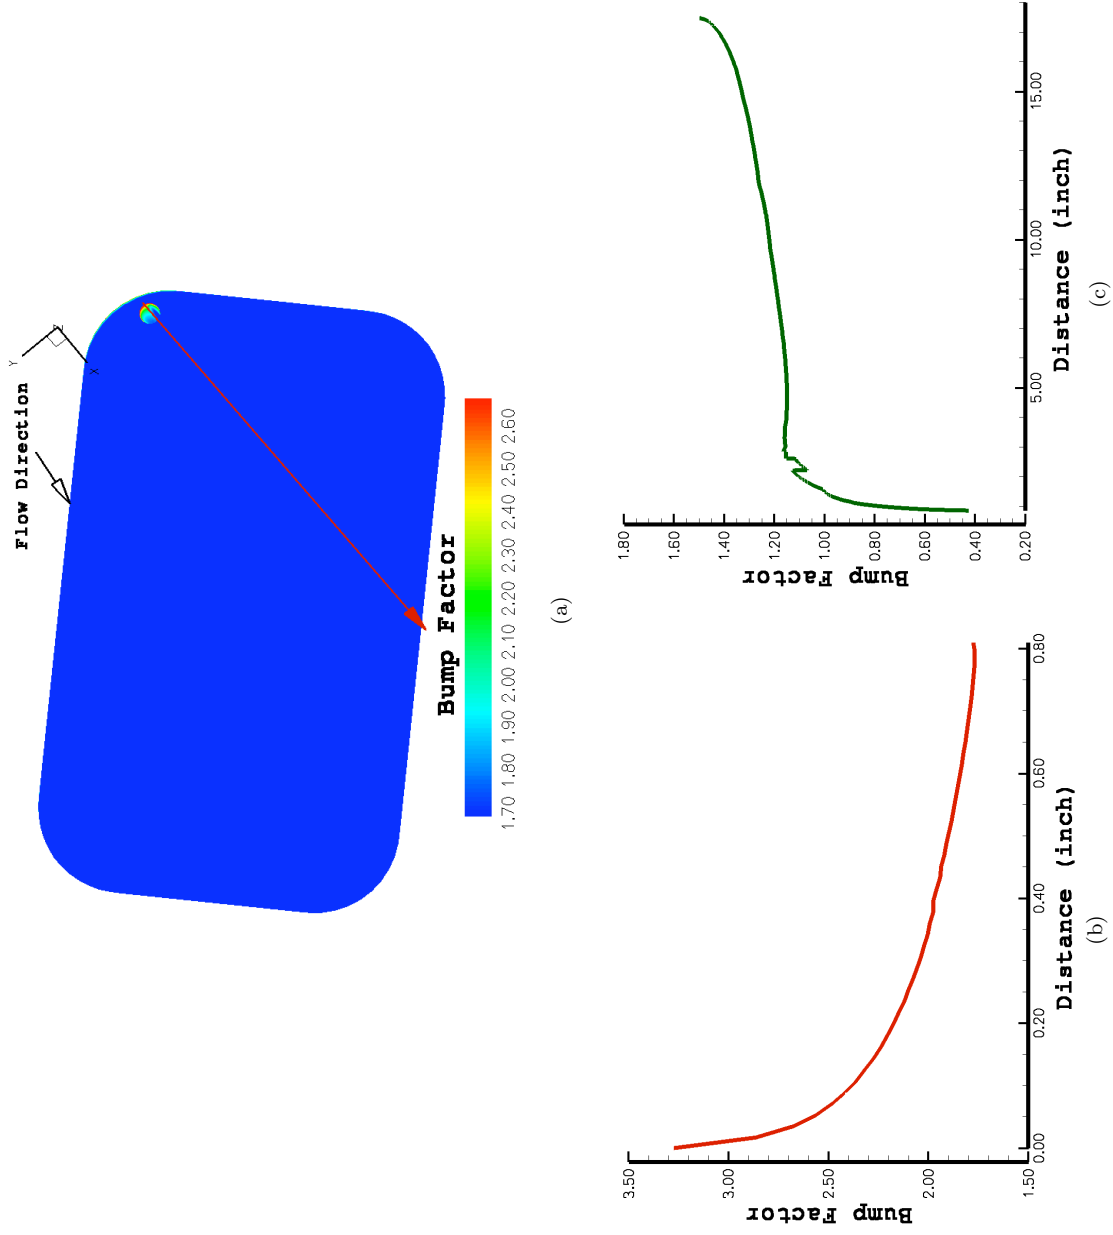 Flow Direction
Y
Z
X
Bump Factor
1.70 1.80 1.90 2.00 2.10 2.20 2.30 2.40 2.50 2.60
(a)
3.50
3.00
2.50
2.00
1.50
Bump Factor
0.00 0.20 0.40 0.60 0.80
Distance (inch)
(b)
1.80
1.60
1.40
1.20
1.00
0.80
0.60
0.40
0.20
Bump Factor
5.00 10.00 15.00
Distance (inch)
(c)